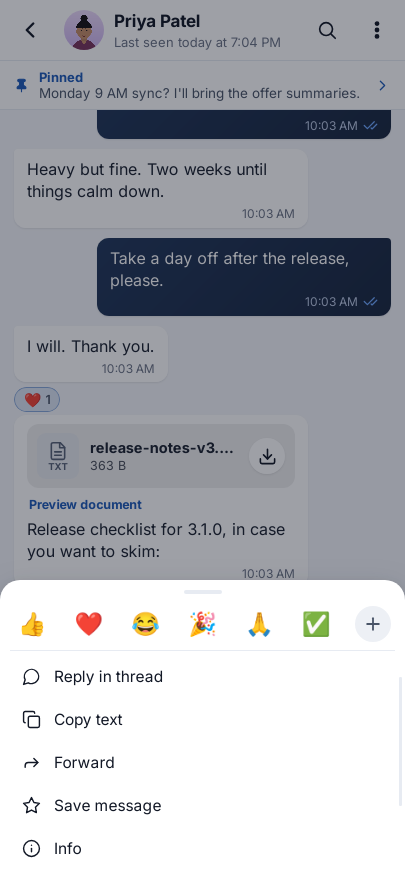 Priya Patel
Last seen today at 7:04 PM
Pinned
Monday 9 AM sync? I'll bring the offer summaries.
10:03 AM
Heavy but fine. Two weeks until
things calm down.
10:03 AM
Take a day off after the release,
please.
10:03 AM
I will. Thank you.
10:03 AM
❤️ 1
TXT
release-notes-v3....
363 B
Preview document
Release checklist for 3.1.0, in case
you want to skim:
10:03 AM
👍 ❤️ 😂 🎉 🙏 ✅
Reply in thread
Copy text
Forward
Save message
Info